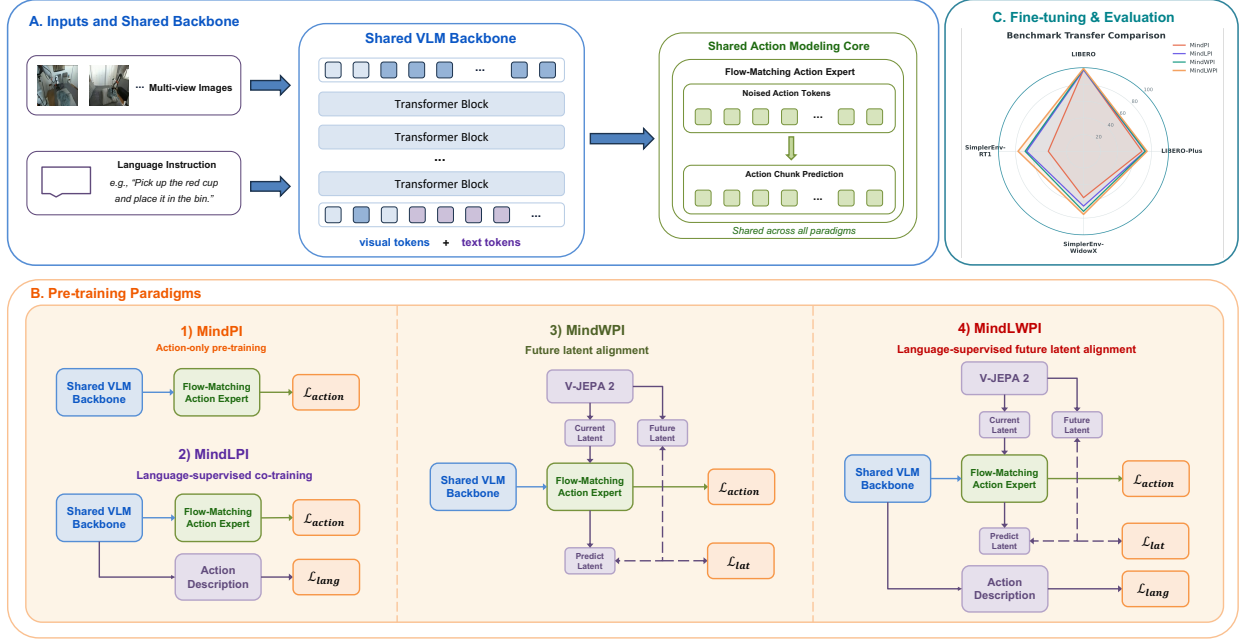 A. Inputs and Shared Backbone
... Multi-view Images
Language Instruction
e.g., "Pick up the red cup
and place it in the bin."
Shared VLM Backbone
...
Transformer Block
Transformer Block
...
Transformer Block
...
visual tokens + text tokens
Shared Action Modeling Core
Flow-Matching Action Expert
Noised Action Tokens
...
Action Chunk Prediction
...
Shared across all paradigms
C. Fine-tuning & Evaluation
Benchmark Transfer Comparison
MindPI
MindLPI
MindWPI
MindLWPI
LIBERO
100
80
60
40
20
SimplerEnv-
RT1
LIBERO-Plus
SimplerEnv-
WidowX
B. Pre-training Paradigms
1) MindPI
Action-only pre-training
Shared VLM
Backbone
Flow-Matching
Action Expert
ℒaction
2) MindLPI
Language-supervised co-training
Shared VLM
Backbone
Flow-Matching
Action Expert
ℒaction
Action
Description
ℒlang
3) MindWPI
Future latent alignment
V-JEPA 2
Current
Latent
Future
Latent
Shared VLM
Backbone
Flow-Matching
Action Expert
ℒaction
Predict
Latent
ℒlat
4) MindLWPI
Language-supervised future latent alignment
V-JEPA 2
Current
Latent
Future
Latent
Shared VLM
Backbone
Flow-Matching
Action Expert
ℒaction
Predict
Latent
ℒlat
Action
Description
ℒlang